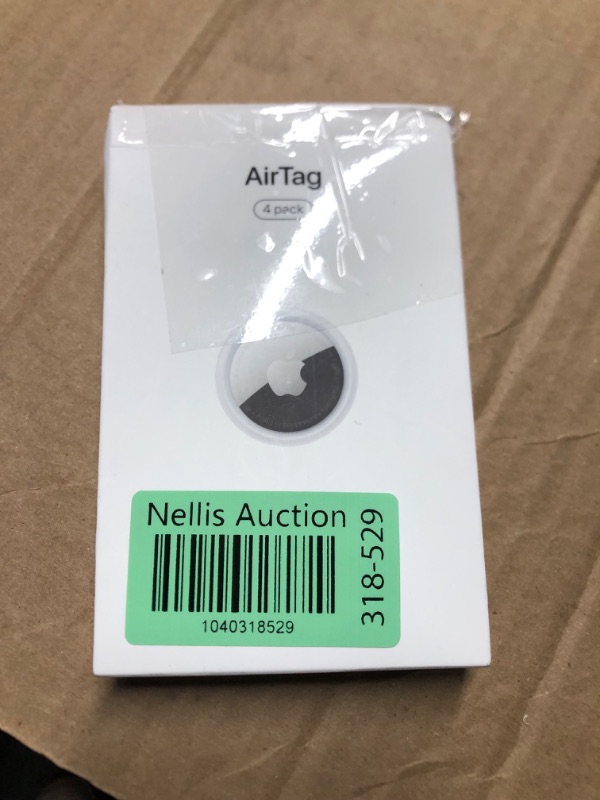 AirTag
4 pack
Nellis Auction
1040318529
318-529